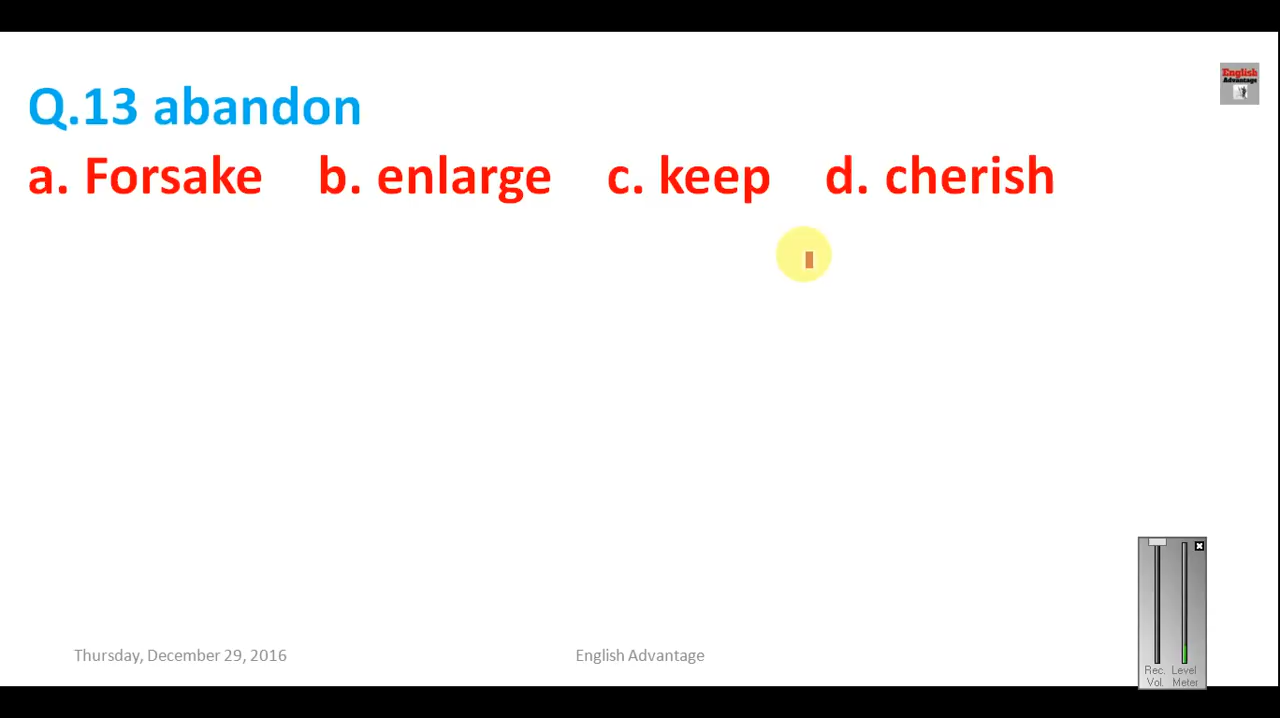 Q.13 abandon
a. Forsake b. enlarge c. keep d. cherish
English
Advantage
Rec. Level
Vol. Meter
Thursday, December 29, 2016 English Advantage